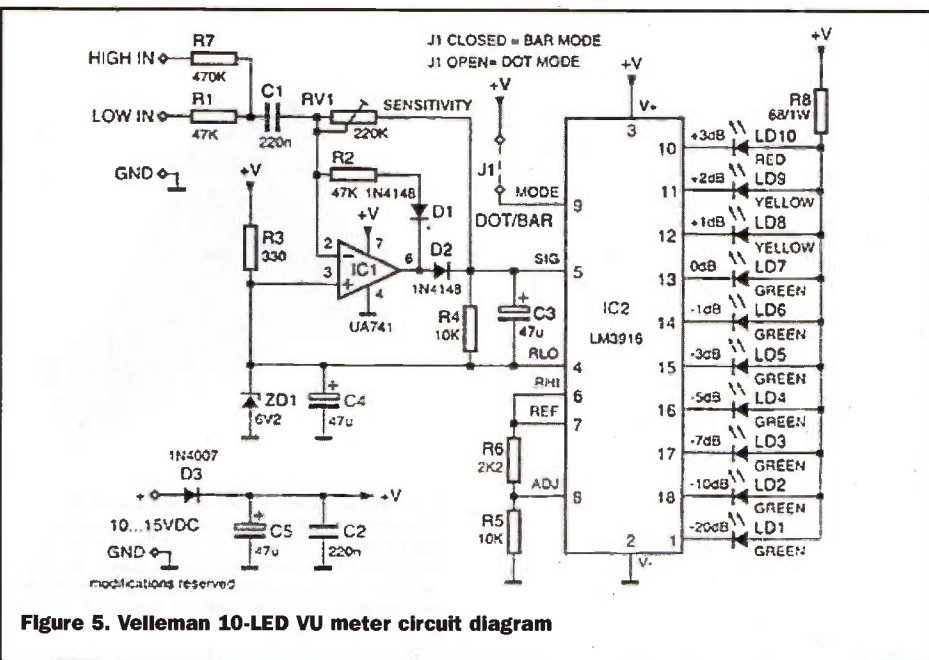 HIGH IN
R7
470K
LOW IN
R1
47K
C1
220n
RV1
SENSITIVITY
220K
GND
J1 CLOSED = BAR MODE
J1 OPEN= DOT MODE
+V
J1
MODE
DOT/BAR
9
R2
47K 1N4148
D1
+V
R3
330
+V
7
2
3
IC1
6
4
UA741
D2
1N4148
SIG
5
R4
10K
C3
47u
RLO
4
RHI
6
REF
7
R6
2K2
ADJ
8
R5
10K
ZD1
6V2
C4
47u
+V
V+
3
IC2
LM3916
2
V-
+V
R8
68/1W
10
+3dB
LD10
RED
11
+2dB
LD9
YELLOW
12
+1dB
LD8
YELLOW
13
0dB
LD7
GREEN
14
-1dB
LD6
GREEN
15
-3dB
LD5
GREEN
16
-5dB
LD4
GREEN
17
-7dB
LD3
GREEN
18
-10dB
LD2
GREEN
1
-20dB
LD1
GREEN
1N4007
D3
+
+V
10...15VDC
C5
47u
C2
220n
GND
modifications reserved
Figure 5. Velleman 10-LED VU meter circuit diagram